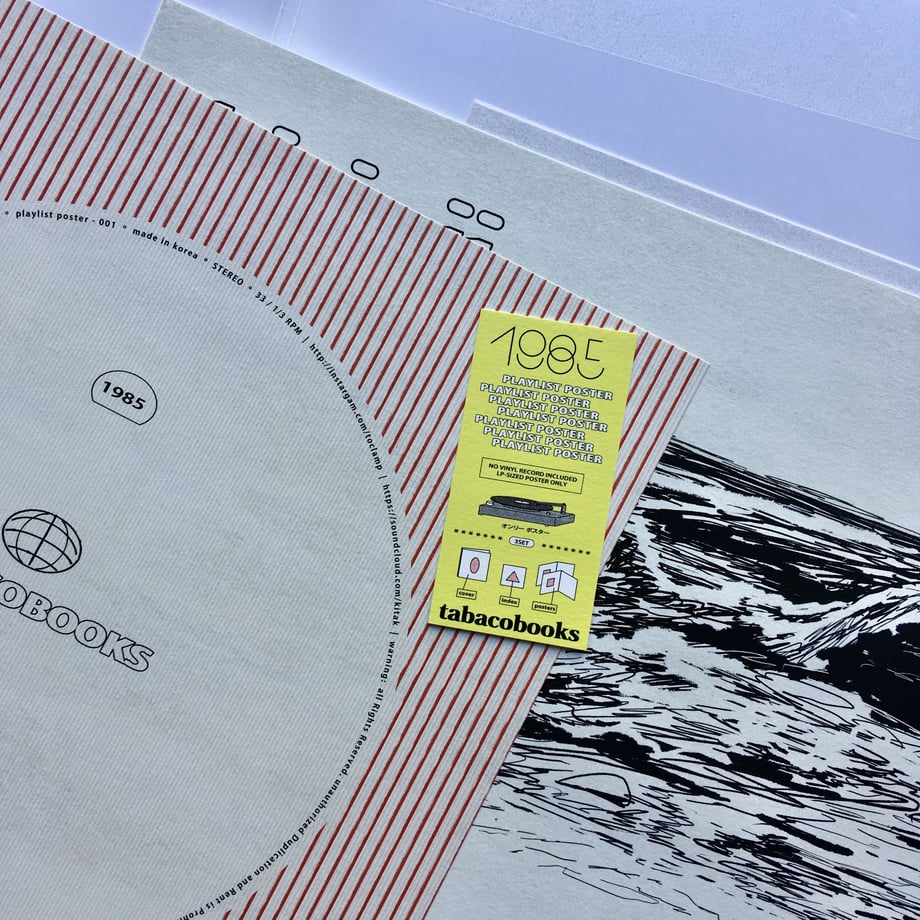 ° playlist poster - 001 ° made in korea ° STEREO ° 33 / 1/3 RPM | http://instargam.com/toclamp | https://soundcloud.com/kitak | warning: all Rights Reserved. unauthorized Duplication and Rent is Prohi
1985
OBOOKS
1985
PLAYLIST POSTER
PLAYLIST POSTER
PLAYLIST POSTER
PLAYLIST POSTER
PLAYLIST POSTER
PLAYLIST POSTER
PLAYLIST POSTER
NO VINYL RECORD INCLUDED
LP-SIZED POSTER ONLY
オンリー ポスター
3SET
cover
index
posters
tabacobooks